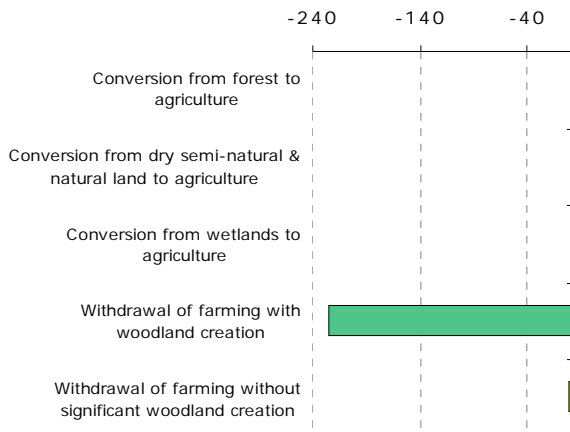 -240 -140 -40
Conversion from forest to
agriculture
Conversion from dry semi-natural &
natural land to agriculture
Conversion from wetlands to
agriculture
Withdrawal of farming with
woodland creation
Withdrawal of farming without
significant woodland creation